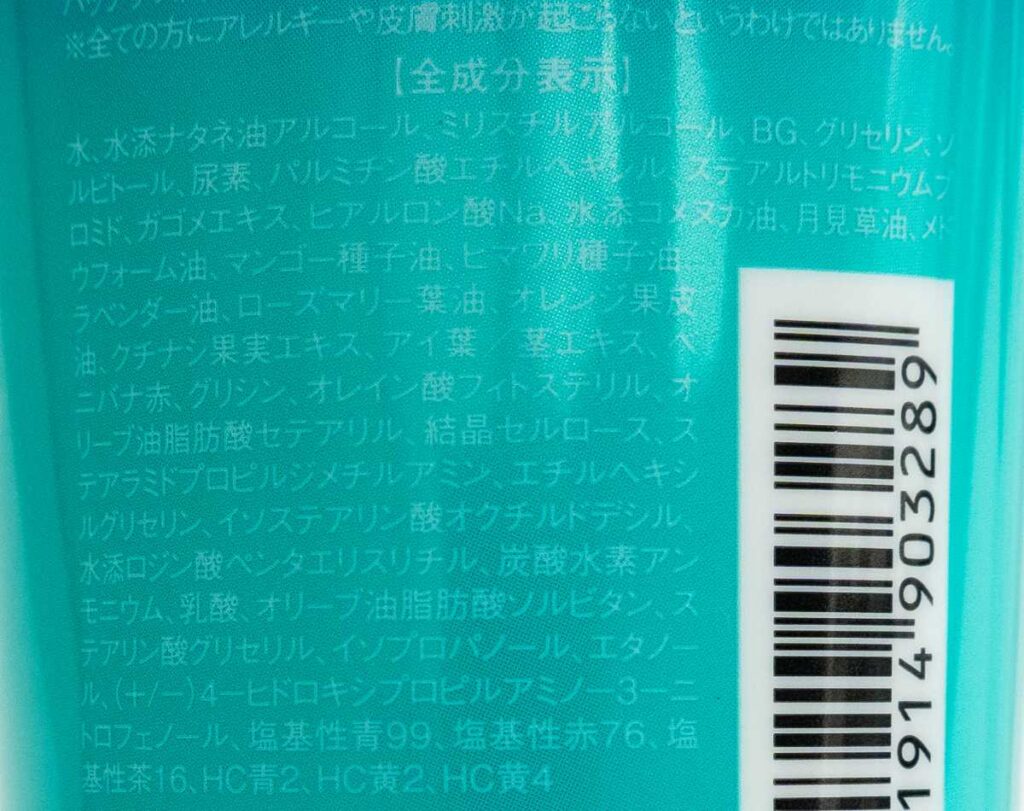 ※全ての方にアレルギーや皮膚刺激が起こらないというわけではありません。
【全成分表示】
水、水添ナタネ油アルコール、ミリスチルアルコール、BG、グリセリン、ソ
ルビトール、尿素、パルミチン酸エチルヘキシル、ステアルトリモニウムブ
ロミド、ガゴメエキス、ヒアルロン酸Na、水添コメヌカ油、月見草油、メド
ウフォーム油、マンゴー種子油、ヒマワリ種子油、
ラベンダー油、ローズマリー葉油、オレンジ果皮
油、クチナシ果実エキス、アイ葉／茎エキス、ベ
ニバナ赤、グリシン、オレイン酸フィトステリル、オ
リーブ油脂肪酸セテアリル、結晶セルロース、ス
テアラミドプロピルジメチルアミン、エチルヘキシ
ルグリセリン、イソステアリン酸オクチルドデシル、
水添ロジン酸ペンタエリスリチル、炭酸水素アン
モニウム、乳酸、オリーブ油脂肪酸ソルビタン、ス
テアリン酸グリセリル、イソプロパノール、エタノー
ル、(+/−)4−ヒドロキシプロピルアミノ−3−ニ
トロフェノール、塩基性青99、塩基性赤76、塩
基性茶16、HC青2、HC黄2、HC黄4
1914903289